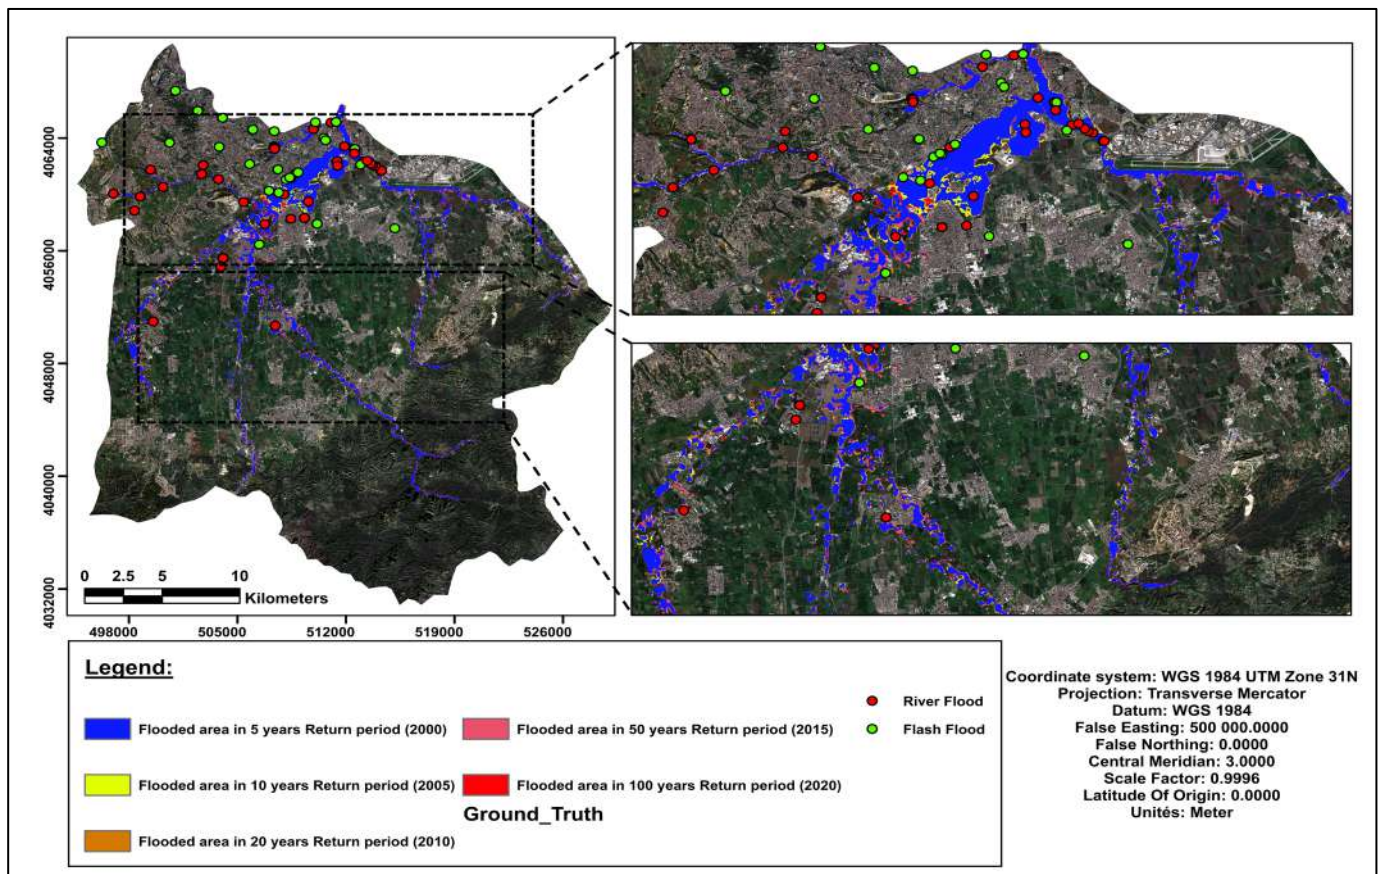 4064000
4056000
4048000
4040000
4032000
0 2.5 5 10
Kilometers
498000 505000 512000 519000 526000
Legend:
Flooded area in 5 years Return period (2000)
Flooded area in 10 years Return period (2005)
Flooded area in 20 years Return period (2010)
Flooded area in 50 years Return period (2015)
Flooded area in 100 years Return period (2020)
Ground_Truth
River Flood
Flash Flood
Coordinate system: WGS 1984 UTM Zone 31N
Projection: Transverse Mercator
Datum: WGS 1984
False Easting: 500 000.0000
False Northing: 0.0000
Central Meridian: 3.0000
Scale Factor: 0.9996
Latitude Of Origin: 0.0000
Unités: Meter